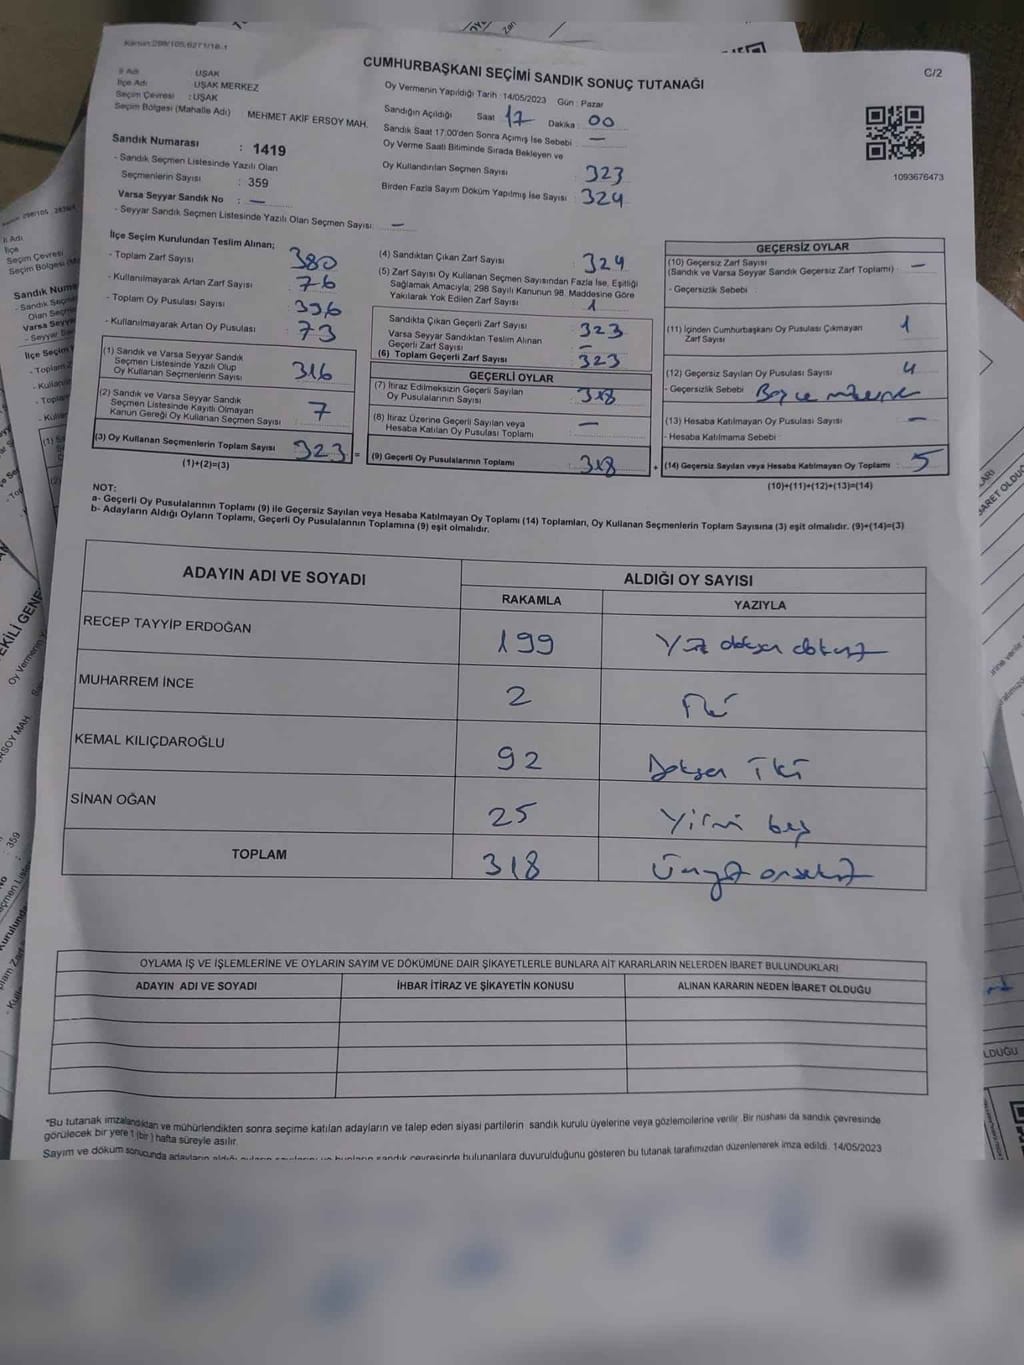 Kanun:298/105,6271/18.1
C/2
CUMHURBAŞKANI SEÇİMİ SANDIK SONUÇ TUTANAĞI
İl Adı UŞAK
İlçe Adı UŞAK MERKEZ
Seçim Çevresi : UŞAK
Seçim Bölgesi (Mahalle Adı) MEHMET AKİF ERSOY MAH.
Oy Vermenin Yapıldığı Tarih : 14/05/2023 Gün : Pazar
Sandığın Açıldığı Saat 17 Dakika : 00
Sandık Saat 17:00'den Sonra Açımış İse Sebebi : —
Oy Verme Saati Bitiminde Sırada Bekleyen ve
Oy Kullandırılan Seçmen Sayısı : 323
Birden Fazla Sayım Döküm Yapılmış İse Sayısı : 324
1093676473
Sandık Numarası : 1419
- Sandık Seçmen Listesinde Yazılı Olan
Seçmenlerin Sayısı : 359
Varsa Seyyar Sandık No : —
- Seyyar Sandık Seçmen Listesinde Yazılı Olan Seçmen Sayısı: —
İlçe Seçim Kurulundan Teslim Alınan;
- Toplam Zarf Sayısı : 380
- Kullanılmayarak Artan Zarf Sayısı : 76
- Toplam Oy Pusulası Sayısı : 396
- Kullanılmayarak Artan Oy Pusulası : 73
(1) Sandık ve Varsa Seyyar Sandık
Seçmen Listesinde Yazılı Olup
Oy Kullanan Seçmenlerin Sayısı : 316
(2) Sandık ve Varsa Seyyar Sandık
Seçmen Listesinde Kayıtlı Olmayan
Kanun Gereği Oy Kullanan Seçmen Sayısı : 7
(3) Oy Kullanan Seçmenlerin Toplam Sayısı : 323 =
(1)+(2)=(3)
(4) Sandıktan Çıkan Zarf Sayısı : 324
(5) Zarf Sayısı Oy Kullanan Seçmen Sayısından Fazla İse, Eşitliği
Sağlamak Amacıyla, 298 Sayılı Kanunun 98. Maddesine Göre
Yakılarak Yok Edilen Zarf Sayısı : 1
Sandıkta Çıkan Geçerli Zarf Sayısı : 323
Varsa Seyyar Sandıktan Teslim Alınan
Geçerli Zarf Sayısı : —
(6) Toplam Geçerli Zarf Sayısı : 323
GEÇERLİ OYLAR
(7) İtiraz Edilmeksizin Geçerli Sayılan
Oy Pusulalarının Sayısı : 318
(8) İtiraz Üzerine Geçerli Sayılan veya
Hesaba Katılan Oy Pusulası Toplamı : —
(9) Geçerli Oy Pusulalarının Toplamı : 318 +
GEÇERSİZ OYLAR
(10) Geçersiz Zarf Sayısı
(Sandık ve Varsa Seyyar Sandık Geçersiz Zarf Toplamı) : —
- Geçersizlik Sebebi :
(11) İçinden Cumhurbaşkanı Oy Pusulası Çıkmayan
Zarf Sayısı : 1
(12) Geçersiz Sayılan Oy Pusulası Sayısı : 4
- Geçersizlik Sebebi :
(13) Hesaba Katılmayan Oy Pusulası Sayısı : —
- Hesaba Katılmama Sebebi :
(14) Geçersiz Sayılan veya Hesaba Katılmayan Oy Toplamı : 5
(10)+(11)+(12)+(13)=(14)
NOT:
a- Geçerli Oy Pusulalarının Toplamı (9) ile Geçersiz Sayılan veya Hesaba Katılmayan Oy Toplamı (14) Toplamları, Oy Kullanan Seçmenlerin Toplam Sayısına (3) eşit olmalıdır. (9)+(14)=(3)
b- Adayların Aldığı Oyların Toplamı, Geçerli Oy Pusulalarının Toplamına (9) eşit olmalıdır.
ADAYIN ADI VE SOYADI
ALDIĞI OY SAYISI
RAKAMLA YAZIYLA
RECEP TAYYİP ERDOĞAN 199 Yüz doksan dokuz
MUHARREM İNCE 2 İki
KEMAL KILIÇDAROĞLU 92 Doksan İki
SİNAN OĞAN 25 Yirmi beş
TOPLAM 318 Üçyüz onsekiz
OYLAMA İŞ VE İŞLEMLERİNE VE OYLARIN SAYIM VE DÖKÜMÜNE DAİR ŞİKAYETLERLE BUNLARA AİT KARARLARIN NELERDEN İBARET BULUNDUKLARI
ADAYIN ADI VE SOYADI İHBAR İTİRAZ VE ŞİKAYETİN KONUSU ALINAN KARARIN NEDEN İBARET OLDUĞU
*Bu tutanak imzalandıktan ve mühürlendikten sonra seçime katılan adayların ve talep eden siyasi partilerin sandık kurulu üyelerine veya gözlemcilerine verilir. Bir nüshası da sandık çevresinde
görülecek bir yere 1 (bir) hafta süreyle asılır.
Sayım ve döküm sonucunda adayların aldığı oyların sayılarını ve bunların sandık çevresinde bulunanlara duyurulduğunu gösteren bu tutanak tarafımızdan düzenlenerek imza edildi. 14/05/2023